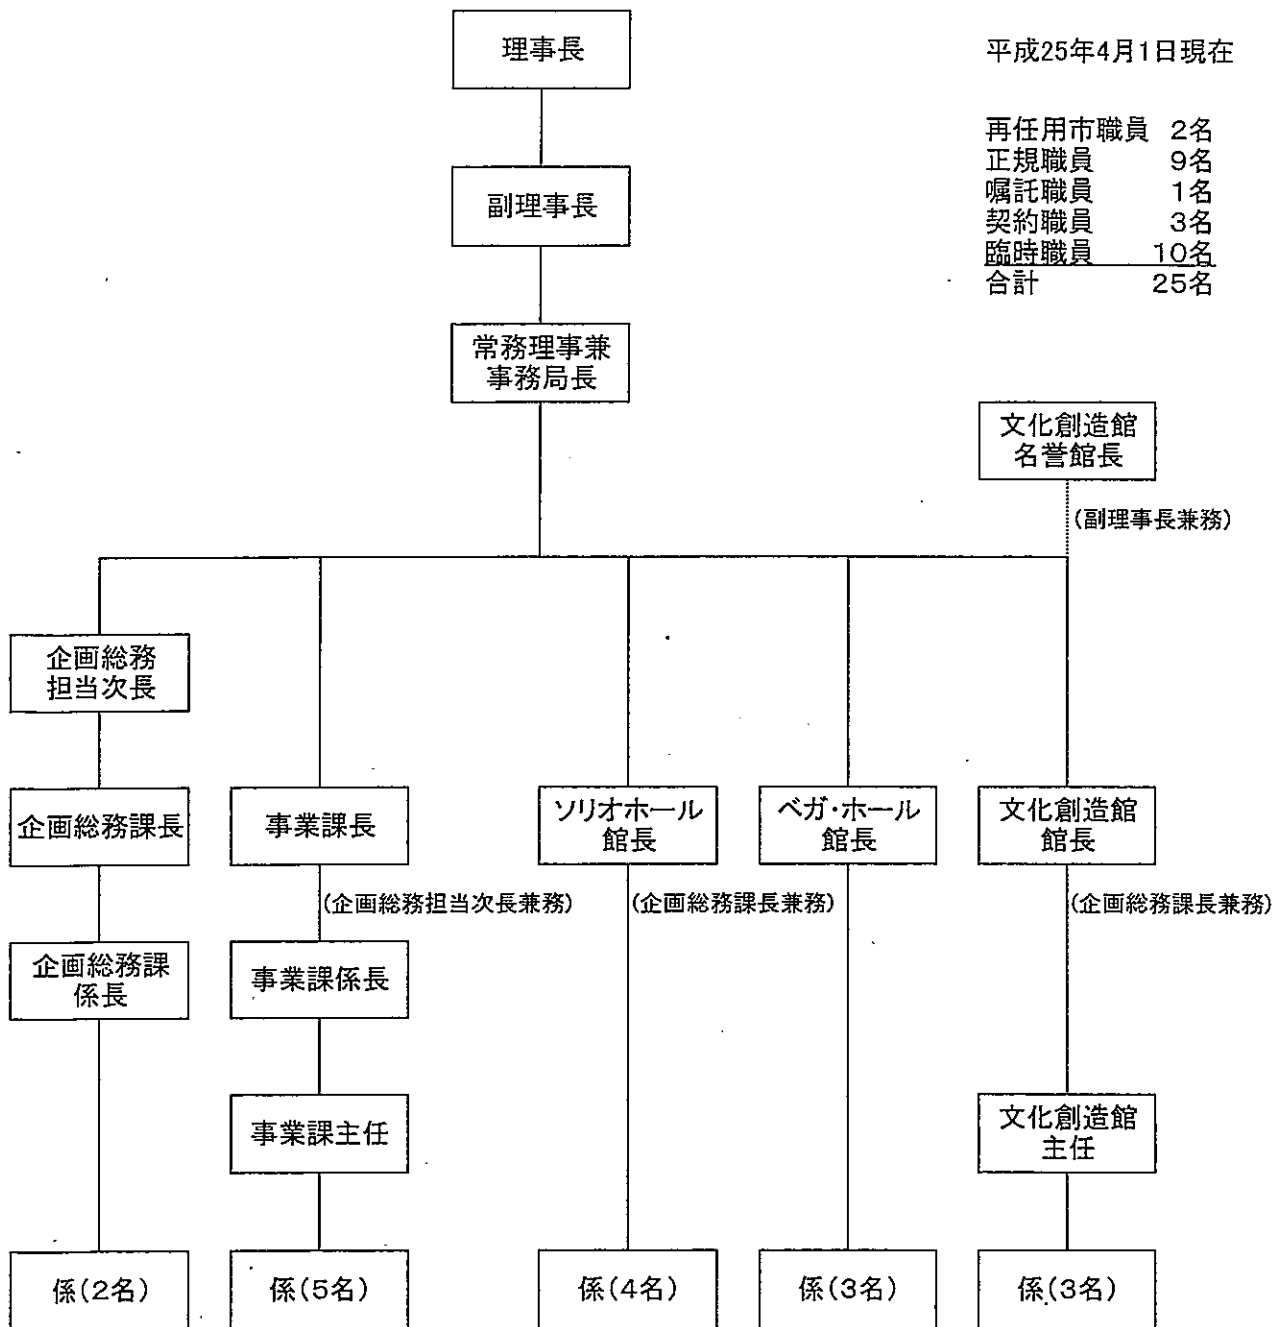 理事長
平成25年4月1日現在
再任用市職員 2名
正規職員 9名
嘱託職員 1名
契約職員 3名
臨時職員 10名
合計 25名
副理事長
常務理事兼
事務局長
文化創造館
名誉館長
(副理事長兼務)
企画総務
担当次長
企画総務課長
事業課長
ソリオホール
館長
ベガ・ホール
館長
文化創造館
館長
(企画総務担当次長兼務)
(企画総務課長兼務)
(企画総務課長兼務)
企画総務課
係長
事業課係長
事業課主任
文化創造館
主任
係(2名)
係(5名)
係(4名)
係(3名)
係(3名)